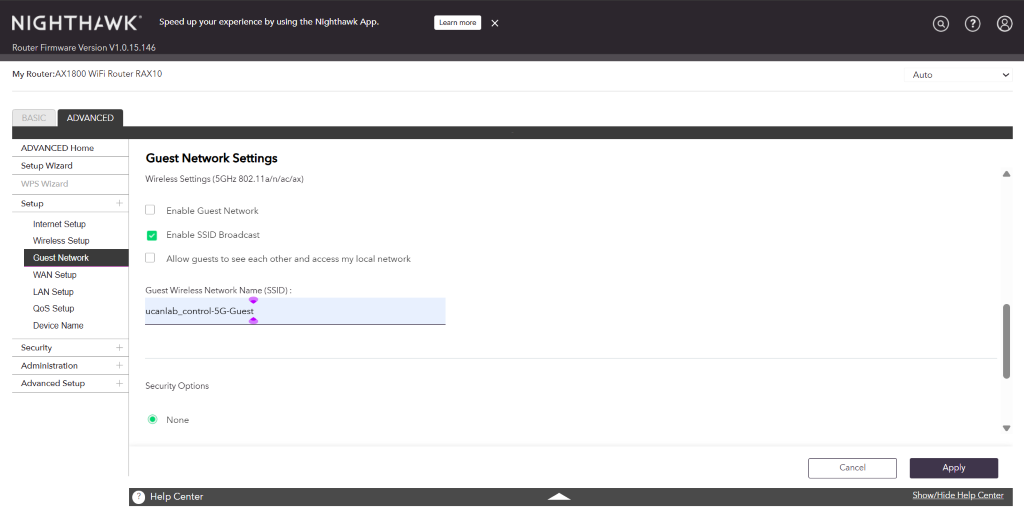 NIGHTHAWK®
Speed up your experience by using the Nighthawk App.
Learn more
Router Firmware Version V1.0.15.146
My Router:AX1800 WiFi Router RAX10
Auto
BASIC
ADVANCED
ADVANCED Home
Setup Wizard
WPS Wizard
Setup
Internet Setup
Wireless Setup
Guest Network
WAN Setup
LAN Setup
QoS Setup
Device Name
Security
Administration
Advanced Setup
Guest Network Settings
Wireless Settings (5GHz 802.11a/n/ac/ax)
Enable Guest Network
Enable SSID Broadcast
Allow guests to see each other and access my local network
Guest Wireless Network Name (SSID) :
ucanlab_control-5G-Guest
Security Options
None
Cancel
Apply
? Help Center
Show/Hide Help Center